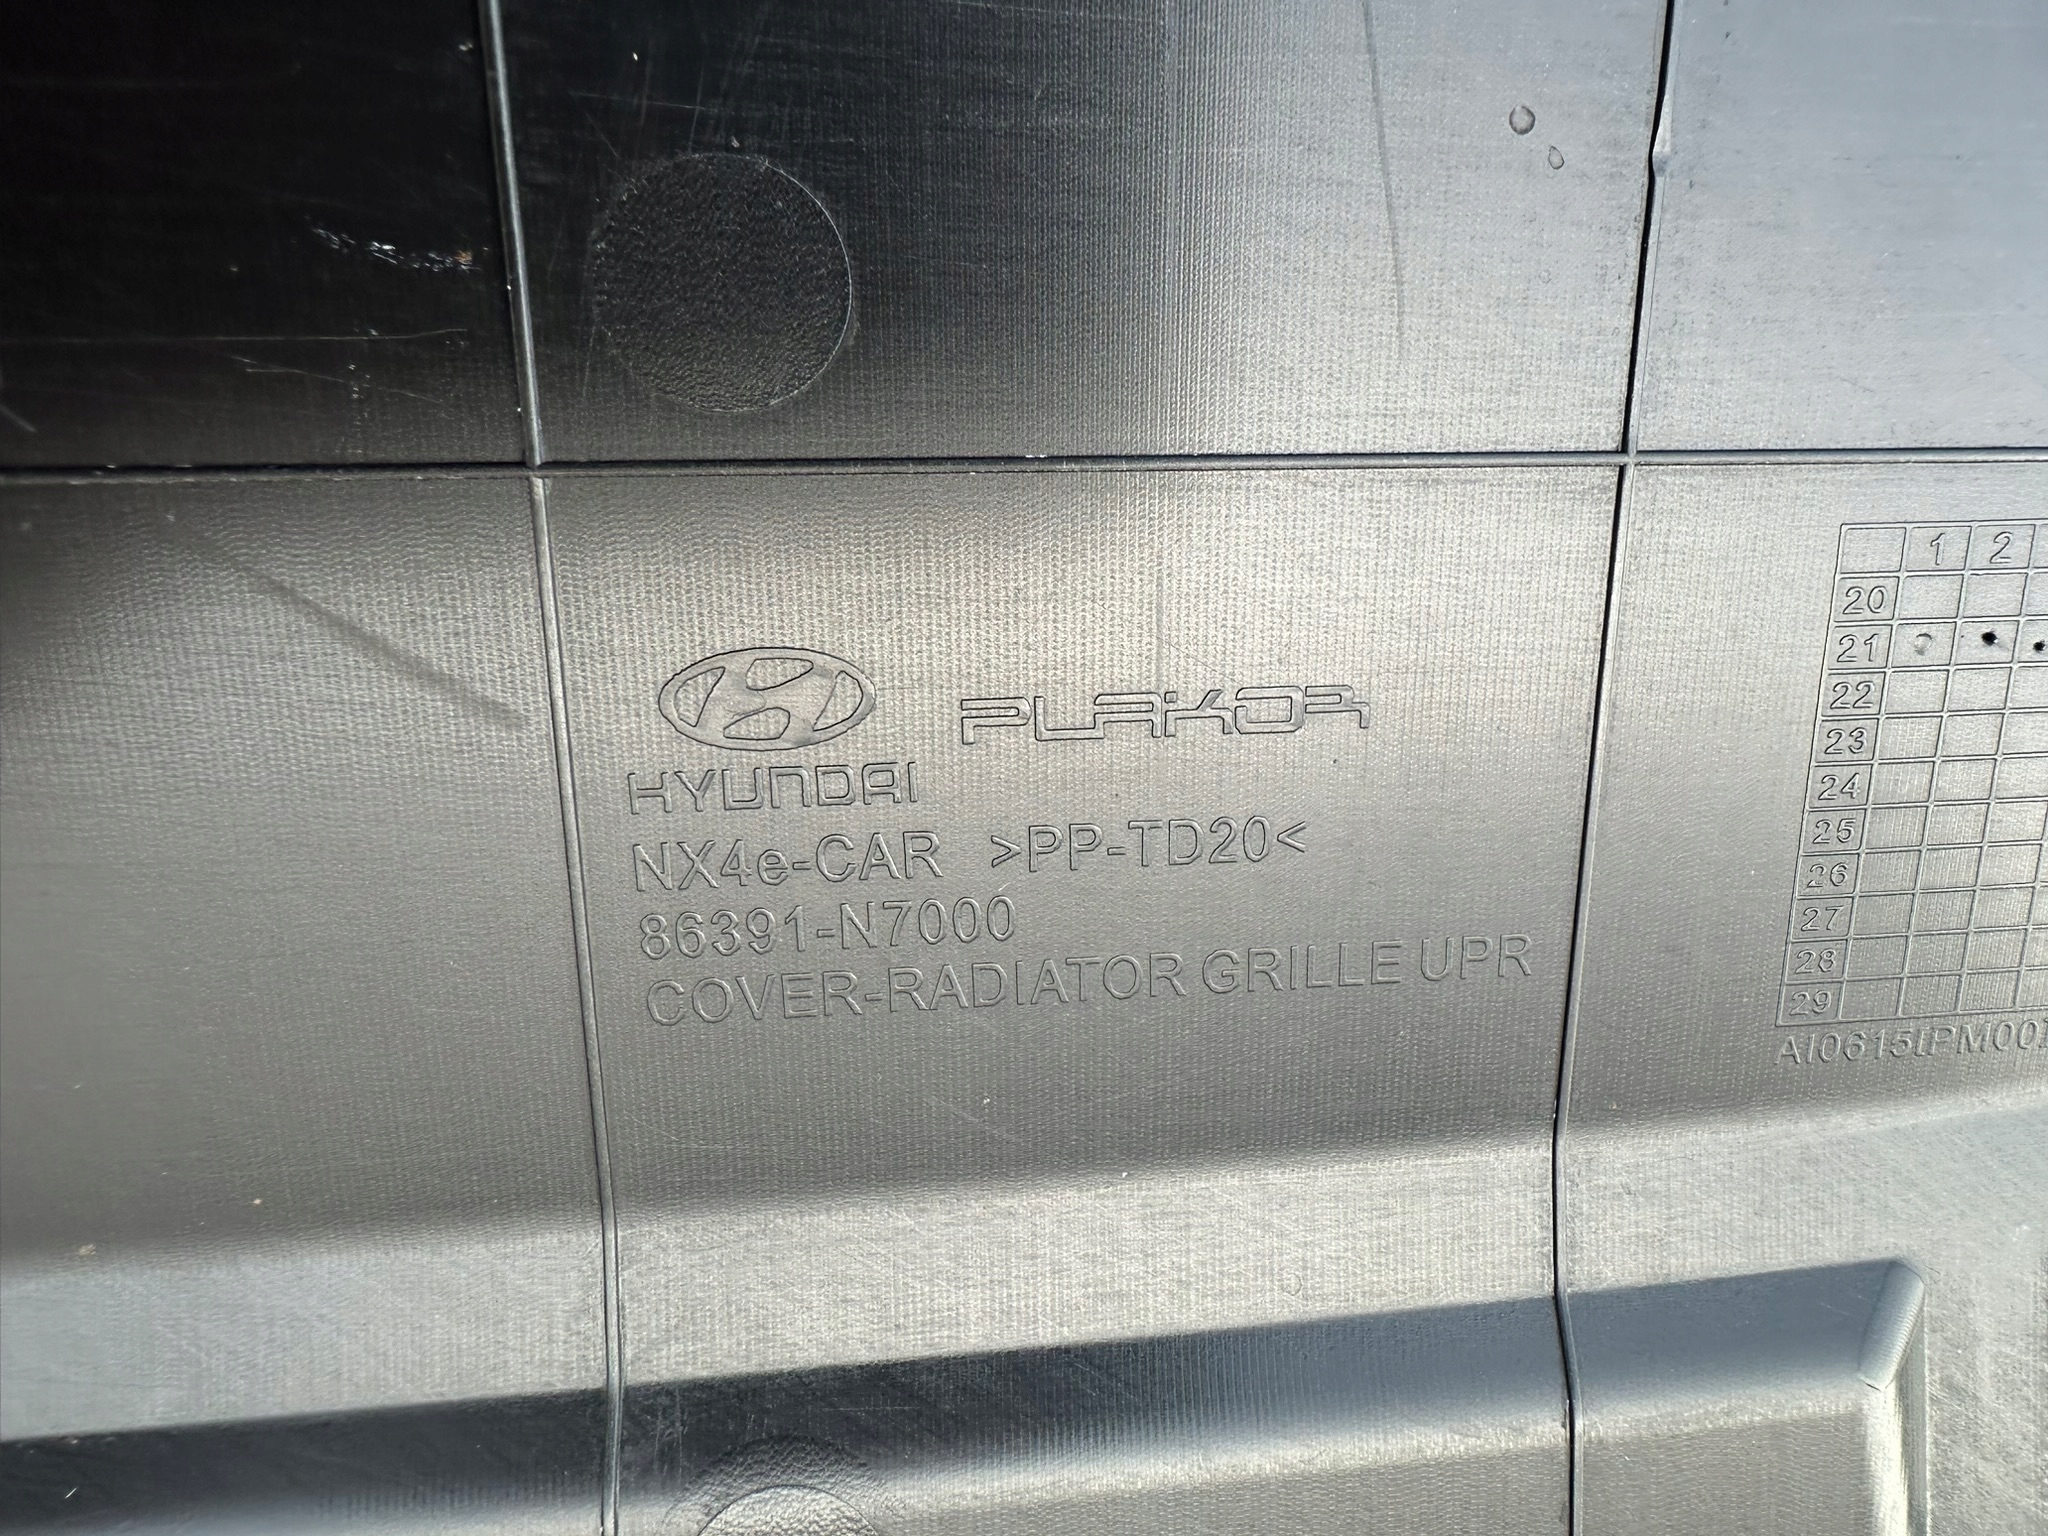 PLAKOR
HYUNDAI
NX4e-CAR >PP-TD20<
86391-N7000
COVER-RADIATOR GRILLE UPR
1 2
20
21
22
23
24
25
26
27
28
29
AI0615IPM00